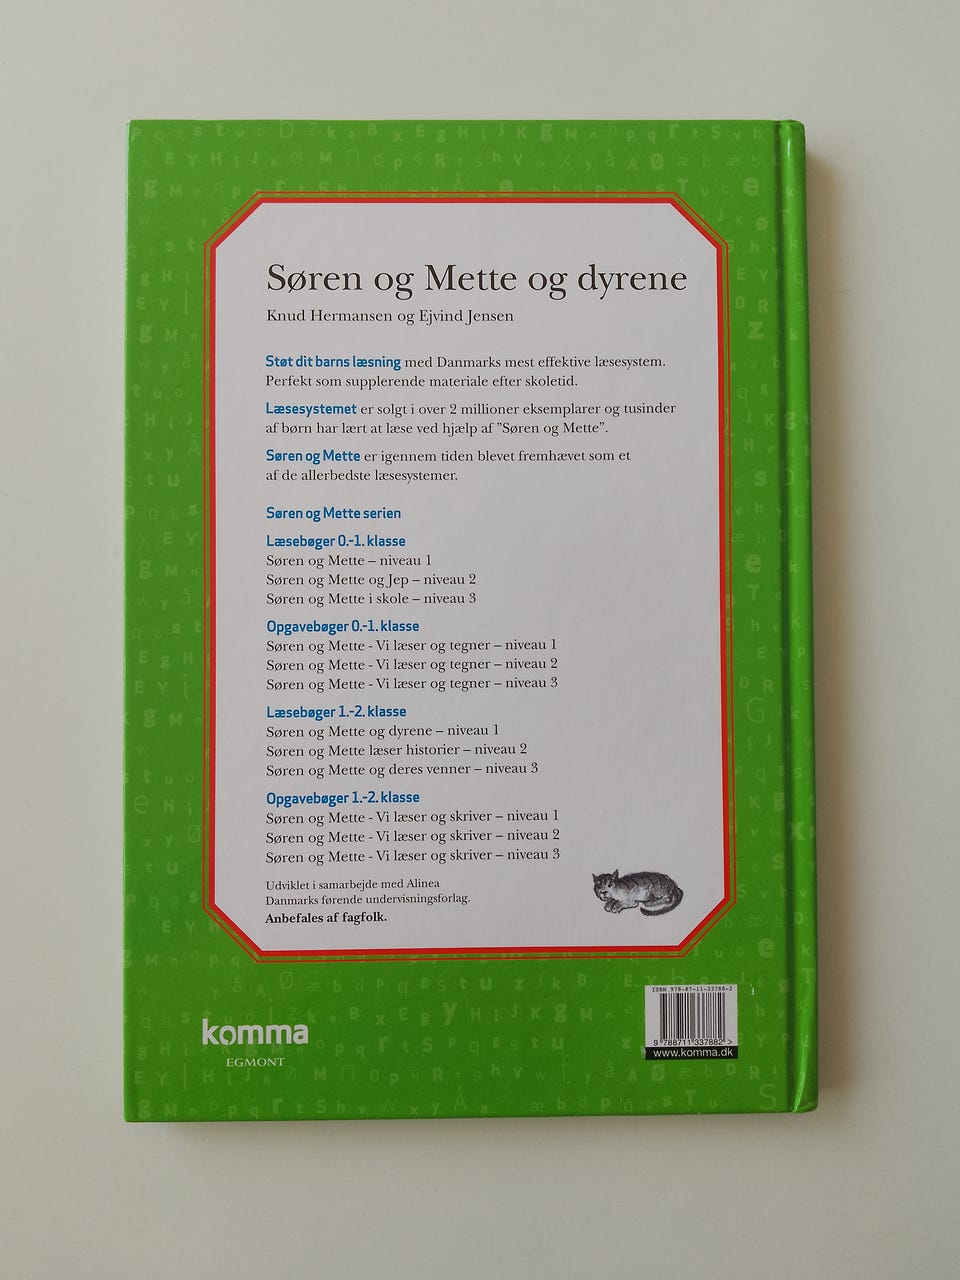 Søren og Mette og dyrene
Knud Hermansen og Ejvind Jensen
Støt dit barns læsning med Danmarks mest effektive læsesystem.
Perfekt som supplerende materiale efter skoletid.
Læsesystemet er solgt i over 2 millioner eksemplarer og tusinder
af børn har lært at læse ved hjælp af ”Søren og Mette”.
Søren og Mette er igennem tiden blevet fremhævet som et
af de allerbedste læsesystemer.
Søren og Mette serien
Læsebøger 0.-1. klasse
Søren og Mette – niveau 1
Søren og Mette og Jep – niveau 2
Søren og Mette i skole – niveau 3
Opgavebøger 0.-1. klasse
Søren og Mette - Vi læser og tegner – niveau 1
Søren og Mette - Vi læser og tegner – niveau 2
Søren og Mette - Vi læser og tegner – niveau 3
Læsebøger 1.-2. klasse
Søren og Mette og dyrene – niveau 1
Søren og Mette læser historier – niveau 2
Søren og Mette og deres venner – niveau 3
Opgavebøger 1.-2. klasse
Søren og Mette - Vi læser og skriver – niveau 1
Søren og Mette - Vi læser og skriver – niveau 2
Søren og Mette - Vi læser og skriver – niveau 3
Udviklet i samarbejde med Alinea
Danmarks førende undervisningsforlag.
Anbefales af fagfolk.
komma
EGMONT
ISBN 978-87-11-33788-2
9 788711 337882 >
www.komma.dk